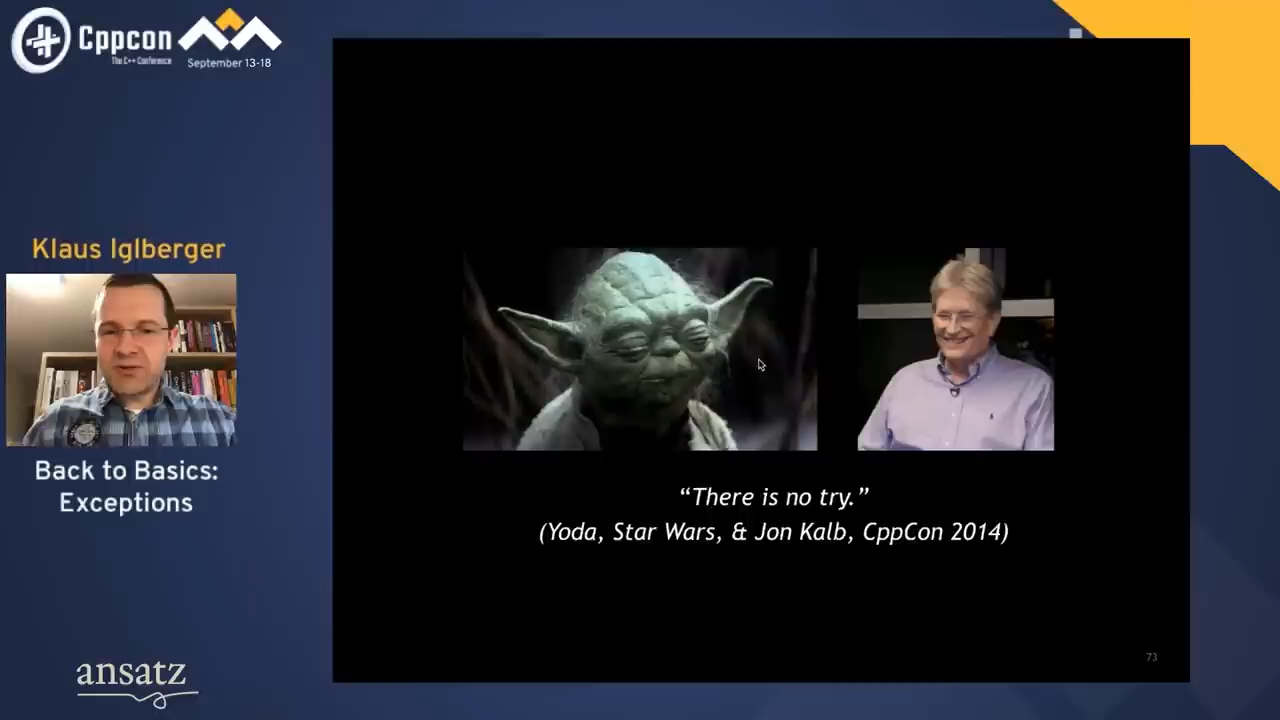 Cppcon
The C++ Conference
September 13-18
Klaus Iglberger
Back to Basics:
Exceptions
ansatz
“There is no try.”
(Yoda, Star Wars, & Jon Kalb, CppCon 2014)
73